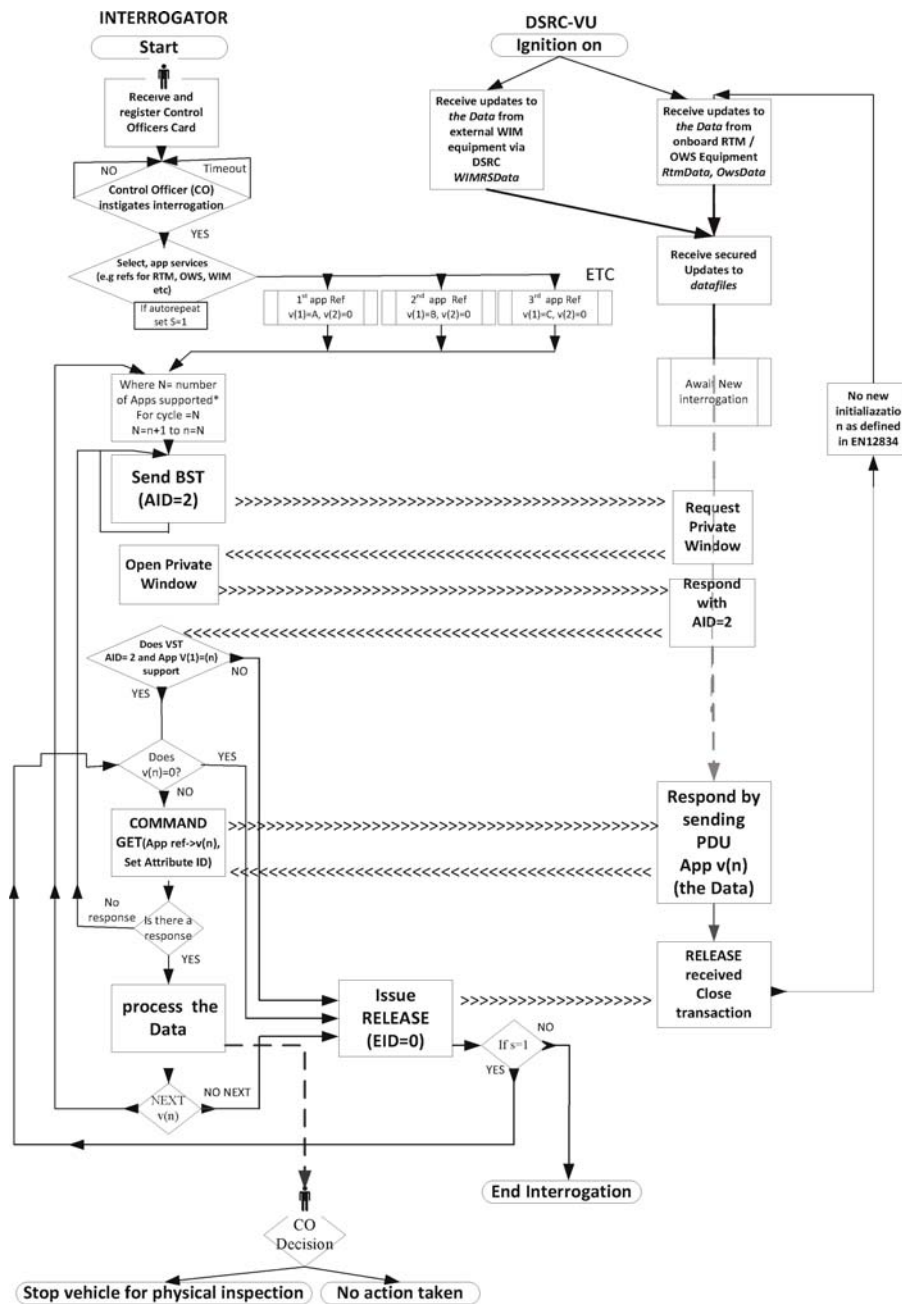 INTERROGATOR
Start
Receive and
register Control
Officers Card
NO
Timeout
Control Officer (CO)
instigates interrogation
YES
Select, app services
(e.g refs for RTM, OWS, WIM
etc)
If autorepeat
set S=1
1st app Ref
v(1)=A, v(2)=0
2nd app Ref
v(1)=B, v(2)=0
3rd app Ref
v(1)=C, v(2)=0
ETC
Where N= number
of Apps supported*
For cycle =N
N=n+1 to n=N
Send BST
(AID=2)
Open Private
Window
Does VST
AID= 2 and App V(1)=(n)
support
NO
YES
Does
v(n)=0?
YES
NO
COMMAND
GET(App ref->v(n),
Set Attribute ID)
No
response
Is there a
response
YES
process the
Data
NEXT
v(n)
NO NEXT
Issue
RELEASE
(EID=0)
If s=1
NO
YES
End Interrogation
CO
Decision
Stop vehicle for physical inspection
No action taken
DSRC-VU
Ignition on
Receive updates to
the Data from
external WIM
equipment via
DSRC
WIMRSData
Receive updates to
the Data from
onboard RTM /
OWS Equipment
RtmData, OwsData
Receive secured
Updates to
datafiles
Await New
interrogation
No new
initialiazatio
n as defined
in EN12834
>>>>>>>>>>>>>>>>>>>>>>>>>>>>>>>>>>>>>>>>
Request
Private
Window
<<<<<<<<<<<<<<<<<<<<<<<<<<<<<<<<<<<<<<<<
>>>>>>>>>>>>>>>>>>>>>>>>>>>>>>>>>>>>>>>>
Respond
with
AID=2
<<<<<<<<<<<<<<<<<<<<<<<<<<<<<<<<<<<<<<<<<<<<
>>>>>>>>>>>>>>>>>>>>>>>>>>>>>>>>>>>>>>>
Respond by
sending
PDU
App v(n)
(the Data)
<<<<<<<<<<<<<<<<<<<<<<<<<<<<<<<<<<<<<<<
>>>>>>>>>>>>>>>>>>
RELEASE
received
Close
transaction